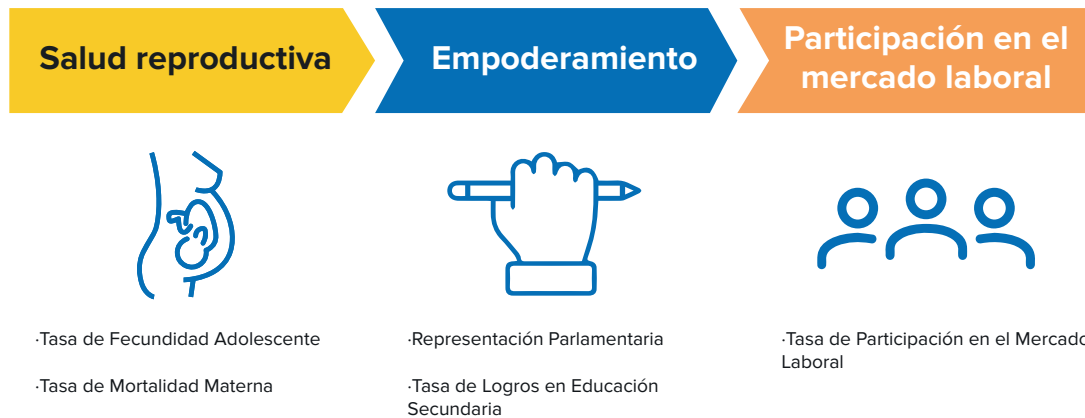 Salud reproductiva
Empoderamiento
Participación en el
mercado laboral
·Tasa de Fecundidad Adolescente
·Tasa de Mortalidad Materna
·Representación Parlamentaria
·Tasa de Logros en Educación
Secundaria
·Tasa de Participación en el Mercado
Laboral